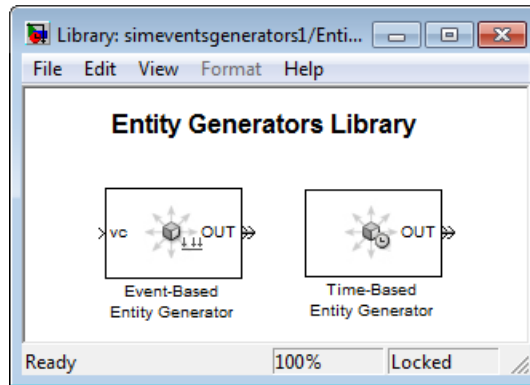 Library: simeventsgenerators1/Enti...
File Edit View Format Help
Entity Generators Library
vc OUT
OUT
Event-Based
Entity Generator
Time-Based
Entity Generator
Ready 100% Locked